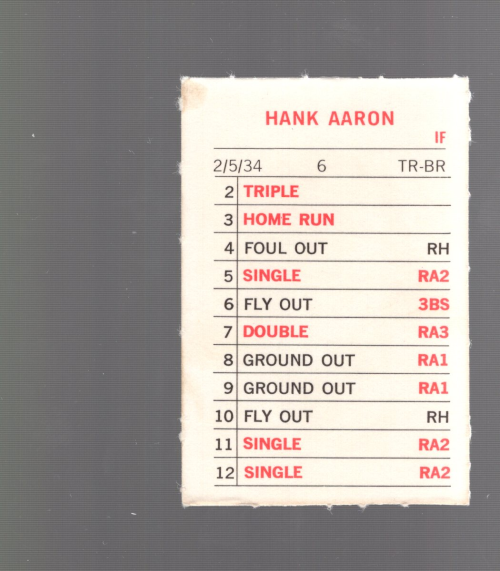 HANK AARON
IF
2/5/34 6 TR-BR
2 TRIPLE
3 HOME RUN
4 FOUL OUT RH
5 SINGLE RA2
6 FLY OUT 3BS
7 DOUBLE RA3
8 GROUND OUT RA1
9 GROUND OUT RA1
10 FLY OUT RH
11 SINGLE RA2
12 SINGLE RA2